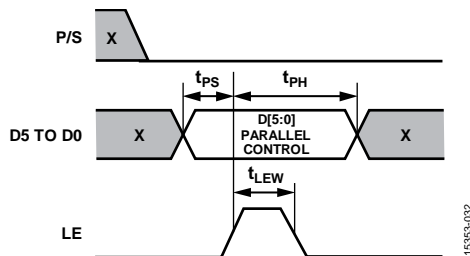 P/S
X
tPS
tPH
D5 TO D0
X
D[5:0]
PARALLEL
CONTROL
X
tLEW
LE
15353-032